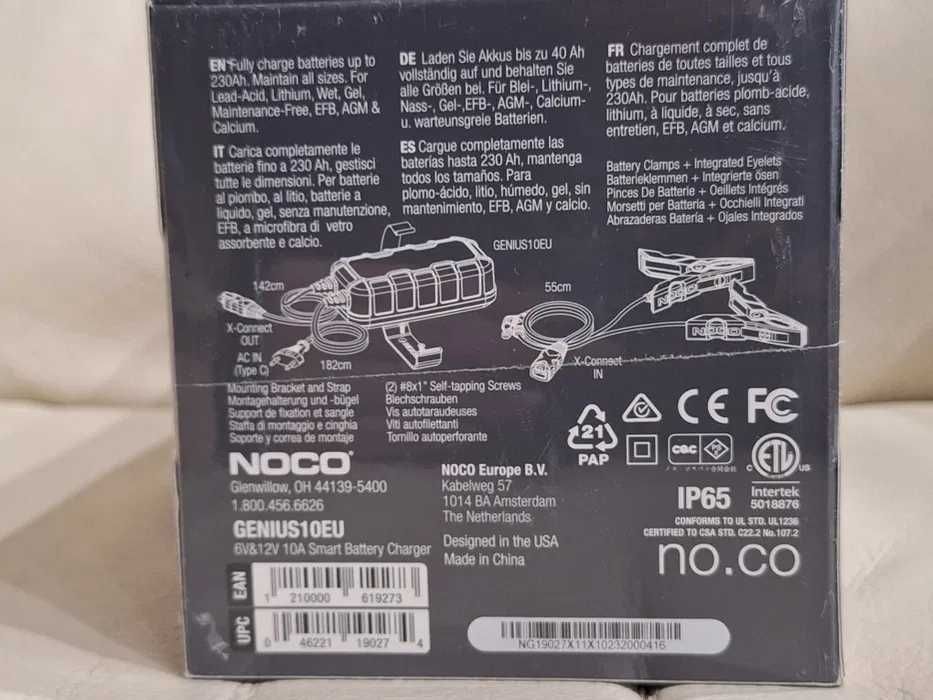 EN Fully charge batteries up to
230Ah. Maintain all sizes. For
Lead-Acid, Lithium, Wet, Gel,
Maintenance-Free, EFB, AGM &
Calcium.
DE Laden Sie Akkus bis zu 40 Ah
vollständig auf und behalten Sie
alle Größen bei. Für Blei-, Lithium-,
Nass-, Gel-,EFB-, AGM-, Calcium-
u. warteunsgreie Batterien.
FR Chargement complet de
batteries de toutes tailles et tous
types de maintenance, jusqu'à
230Ah. Pour batteries plomb-acide,
lithium, à liquide, à sec, sans
entretien, EFB, AGM et calcium.
IT Carica completamente le
batterie fino a 230 Ah, gestisci
tutte le dimensioni. Per batterie
al piombo, al litio, batterie a
liquido, gel, senza manutenzione,
EFB, a microfibra di vetro
assorbente e calcio.
ES Cargue completamente las
baterías hasta 230 Ah, mantenga
todos los tamaños. Para
plomo-ácido, litio, húmedo, gel, sin
mantenimiento, EFB, AGM y calcio.
Battery Clamps + Integrated Eyelets
Batterieklemmen + Integrierte ösen
Pinces De Batterie + Oeillets Intégrés
Morsetti per Batteria + Occhielli Integrati
Abrazaderas Batería + Ojales Integrados
GENIUS10EU
142cm
X-Connect
OUT
AC IN
(Type C)
182cm
55cm
X-Connect
IN
NOCO
NOCO
Mounting Bracket and Strap
Montagehalterung und -bügel
Support de fixation et sangle
Staffa di montaggio e cinghia
Soporte y correa de montaje
(2) #8x1" Self-tapping Screws
Blechschrauben
Vis autotaraudeuses
Viti autofilettanti
Tornillo autoperforante
NOCO®
Glenwillow, OH 44139-5400
1.800.456.6626
GENIUS10EU
6V&12V 10A Smart Battery Charger
NOCO Europe B.V.
Kabelweg 57
1014 BA Amsterdam
The Netherlands
Designed in the USA
Made in China
21
PAP
CE FC
CBC
IP65
C ETL US
Intertek
5018876
CONFORMS TO UL STD. UL1236
CERTIFIED TO CSA STD. C22.2 No.107.2
no.co
EAN
1 210000 619273
UPC
0 46221 19027 4
NG19027X11X10232000416